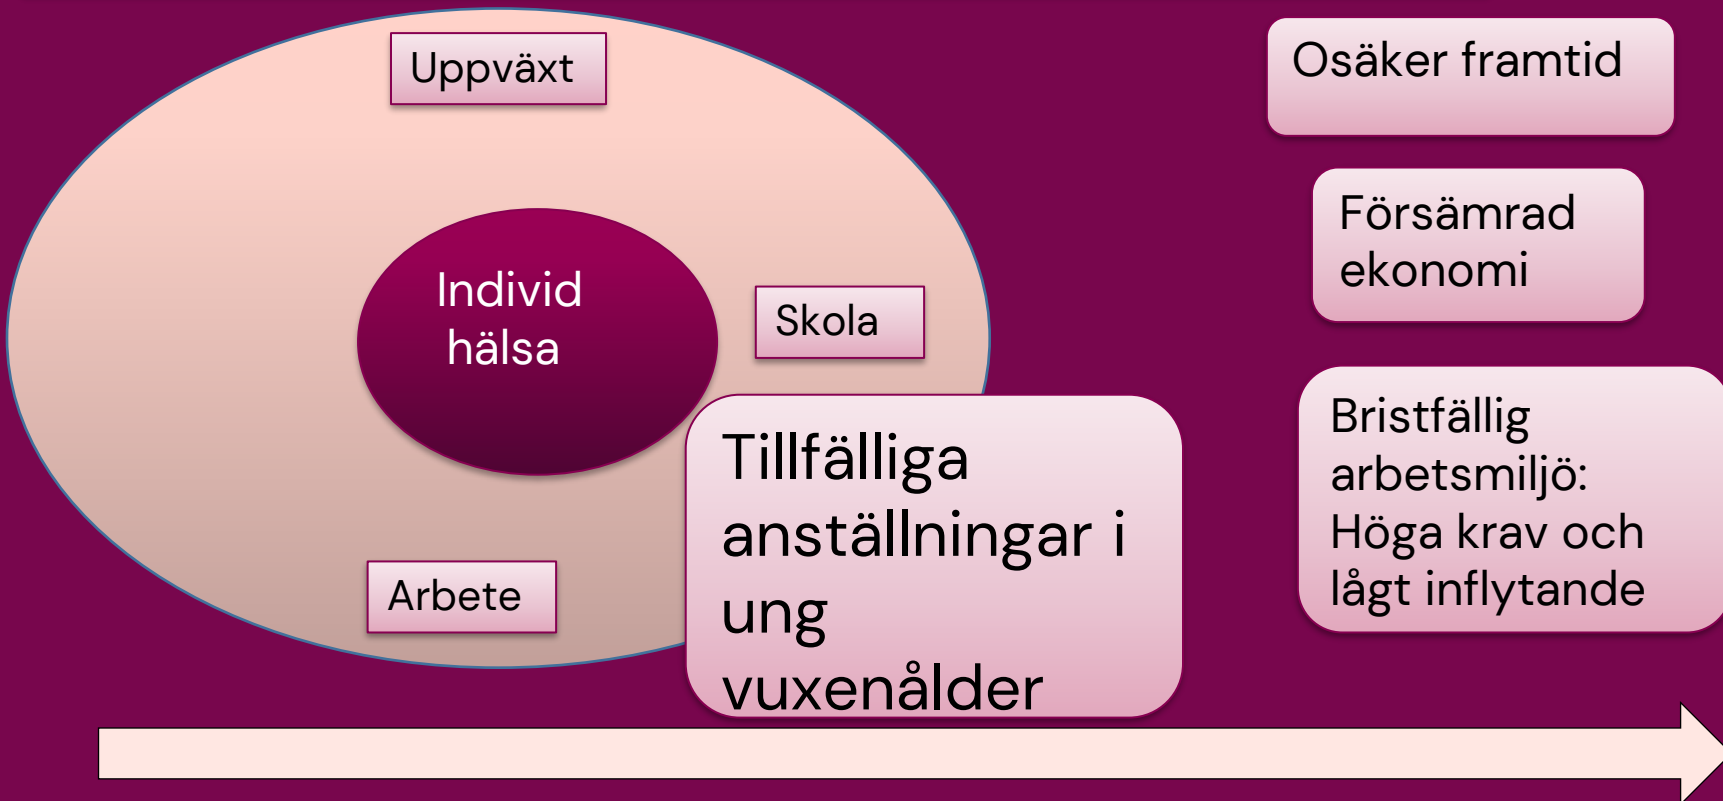 Uppväxt
Individ
hälsa
Skola
Arbete
Tillfälliga
anställningar i
ung
vuxenålder
Osäker framtid
Försämrad
ekonomi
Bristfällig
arbetsmiljö:
Höga krav och
lågt inflytande